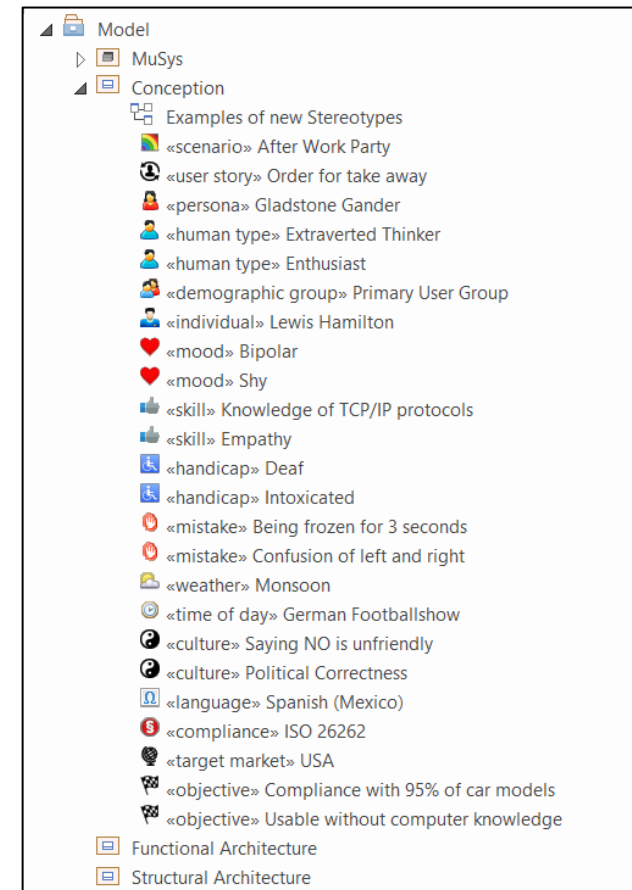 Model
MuSys
Conception
Examples of new Stereotypes
«scenario» After Work Party
«user story» Order for take away
«persona» Gladstone Gander
«human type» Extraverted Thinker
«human type» Enthusiast
«demographic group» Primary User Group
«individual» Lewis Hamilton
«mood» Bipolar
«mood» Shy
«skill» Knowledge of TCP/IP protocols
«skill» Empathy
«handicap» Deaf
«handicap» Intoxicated
«mistake» Being frozen for 3 seconds
«mistake» Confusion of left and right
«weather» Monsoon
«time of day» German Footballshow
«culture» Saying NO is unfriendly
«culture» Political Correctness
«language» Spanish (Mexico)
«compliance» ISO 26262
«target market» USA
«objective» Compliance with 95% of car models
«objective» Usable without computer knowledge
Functional Architecture
Structural Architecture